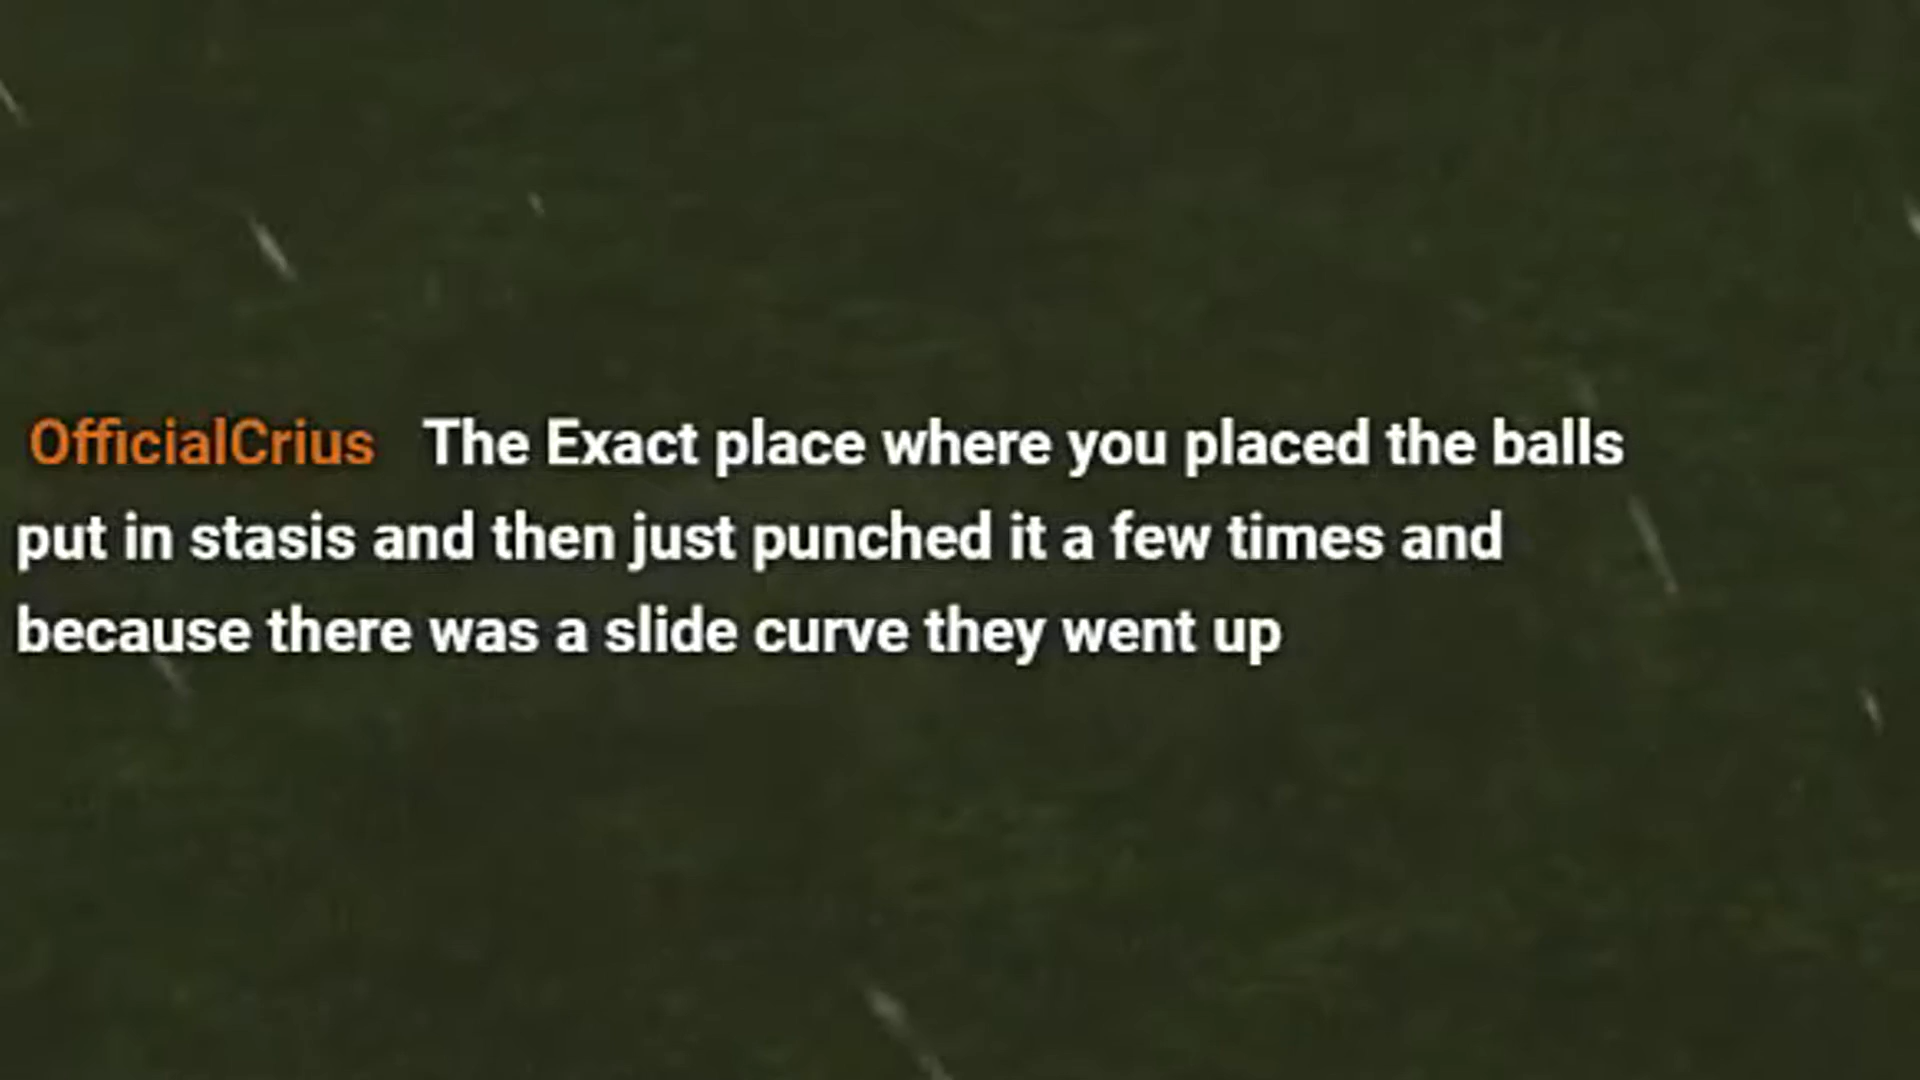 OfficialCrius The Exact place where you placed the balls
put in stasis and then just punched it a few times and
because there was a slide curve they went up